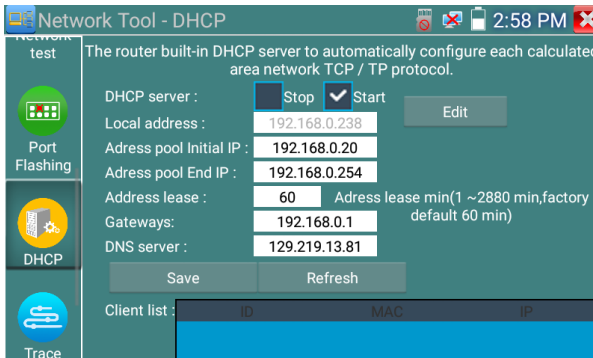 Network Tool - DHCP
2:58 PM
Network
test
The router built-in DHCP server to automatically configure each calculated
area network TCP / TP protocol.
DHCP server :
Stop
Start
Edit
Local address :
192.168.0.238
Port
Flashing
Adress pool Initial IP :
192.168.0.20
Adress pool End IP :
192.168.0.254
Address lease :
60
Adress lease min(1 ~2880 min,factory
default 60 min)
Gateways:
192.168.0.1
DHCP
DNS server :
129.219.13.81
Save
Refresh
Client list :
ID
MAC
IP
Trace